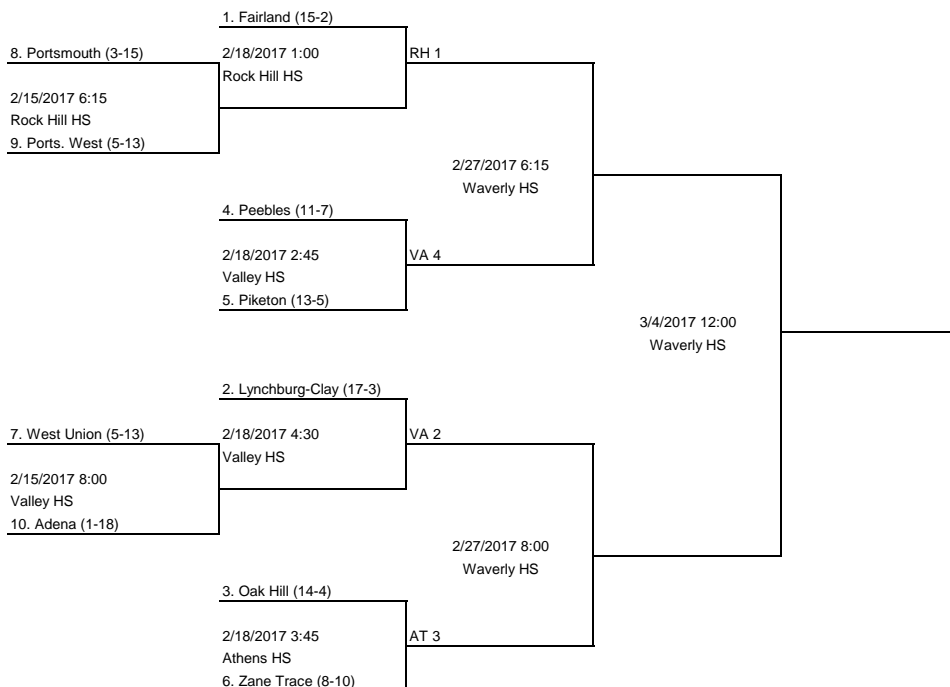 1. Fairland (15-2)
8. Portsmouth (3-15)
2/18/2017 1:00
RH 1
Rock Hill HS
2/15/2017 6:15
Rock Hill HS
9. Ports. West (5-13)
2/27/2017 6:15
Waverly HS
4. Peebles (11-7)
2/18/2017 2:45
VA 4
Valley HS
5. Piketon (13-5)
3/4/2017 12:00
Waverly HS
2. Lynchburg-Clay (17-3)
7. West Union (5-13)
2/18/2017 4:30
VA 2
Valley HS
2/15/2017 8:00
Valley HS
10. Adena (1-18)
2/27/2017 8:00
Waverly HS
3. Oak Hill (14-4)
2/18/2017 3:45
AT 3
Athens HS
6. Zane Trace (8-10)